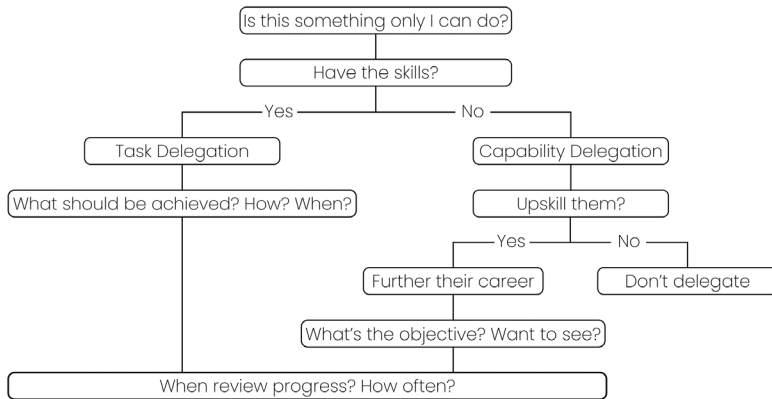 Is this something only I can do?
Have the skills?
Yes
No
Task Delegation
Capability Delegation
What should be achieved? How? When?
Upskill them?
Yes
No
Further their career
Don't delegate
What's the objective? Want to see?
When review progress? How often?